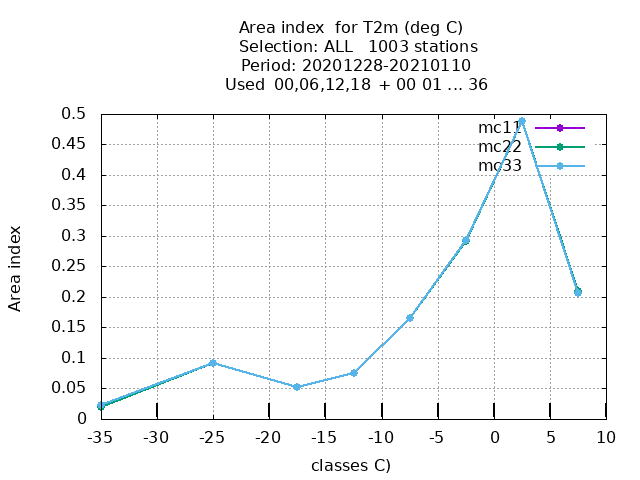 Area index  for T2m (deg C)
Selection: ALL   1003 stations
Period: 20201228-20210110
Used  00,06,12,18  + 00 01 ... 36
0.5
mc11
0.45
mc22
0.4
mc33
0.35
0.3
Area index
0.25
0.2
0.15
0.1
0.05
0
-35 -30 -25 -20 -15 -10 -5 0 5 10
classes C)